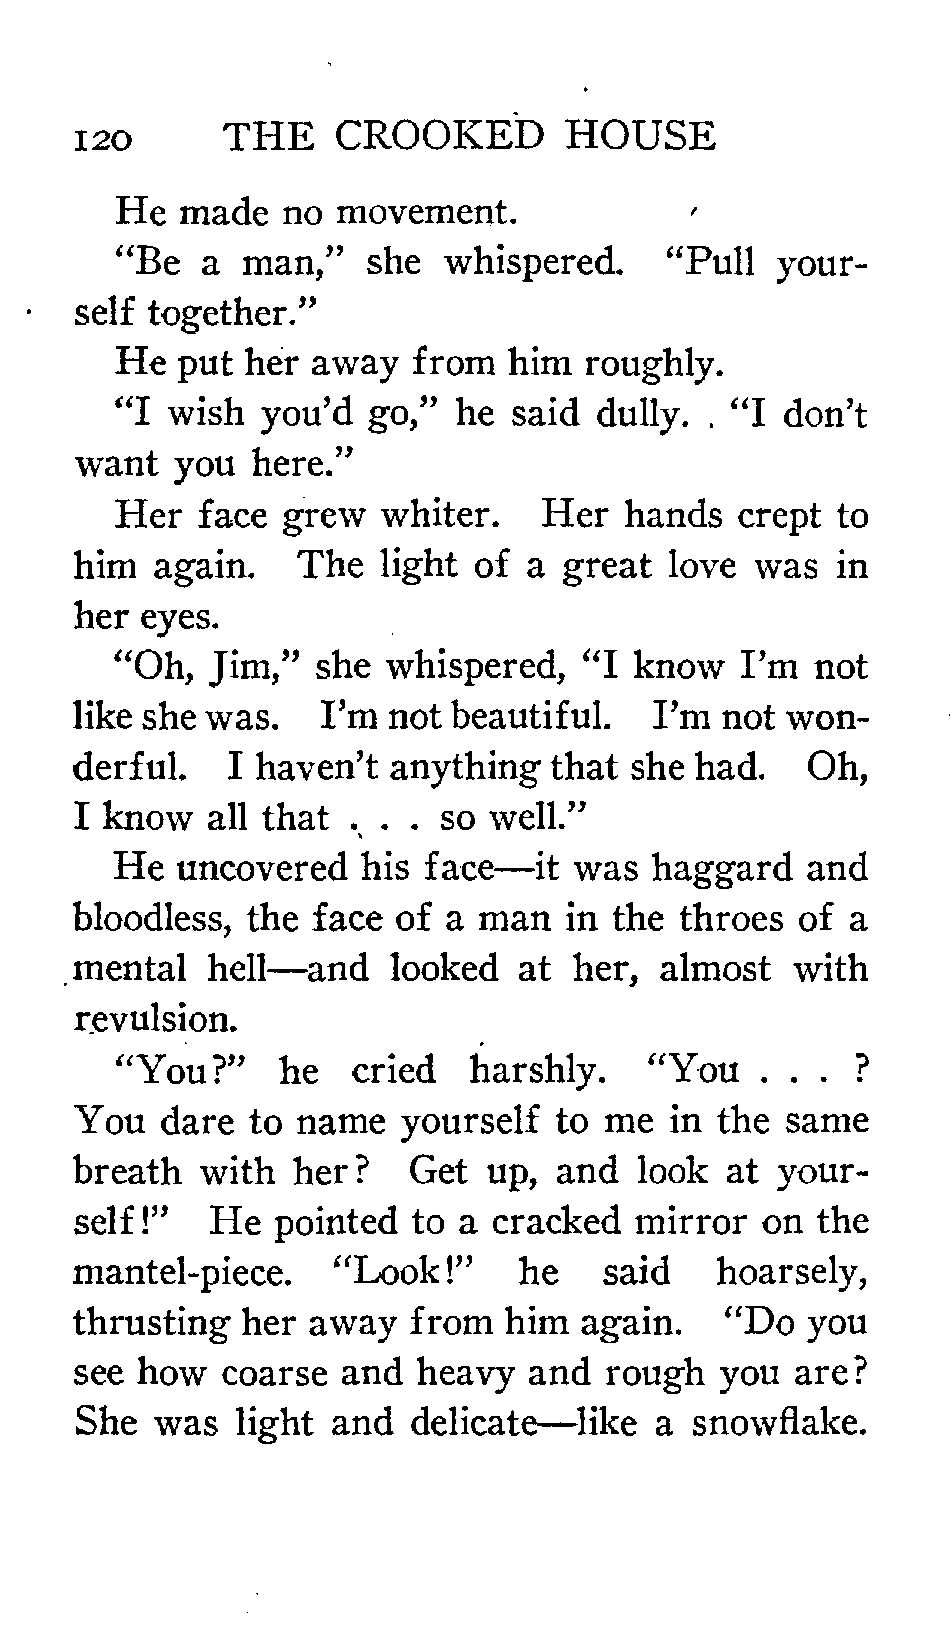 120 THE CROOKED HOUSE
He made no movement.
“Be a man,” she whispered. “Pull your-
self together.”
He put her away from him roughly.
“I wish you’d go,” he said dully. “I don’t
want you here.”
Her face grew whiter. Her hands crept to
him again. The light of a great love was in
her eyes.
“Oh, Jim,” she whispered, “I know I’m not
like she was. I’m not beautiful. I’m not won-
derful. I haven’t anything that she had. Oh,
I know all that . . . so well.”
He uncovered his face—it was haggard and
bloodless, the face of a man in the throes of a
mental hell—and looked at her, almost with
revulsion.
“You?” he cried harshly. “You . . . ?
You dare to name yourself to me in the same
breath with her? Get up, and look at your-
self!” He pointed to a cracked mirror on the
mantel-piece. “Look!” he said hoarsely,
thrusting her away from him again. “Do you
see how coarse and heavy and rough you are?
She was light and delicate—like a snowflake.